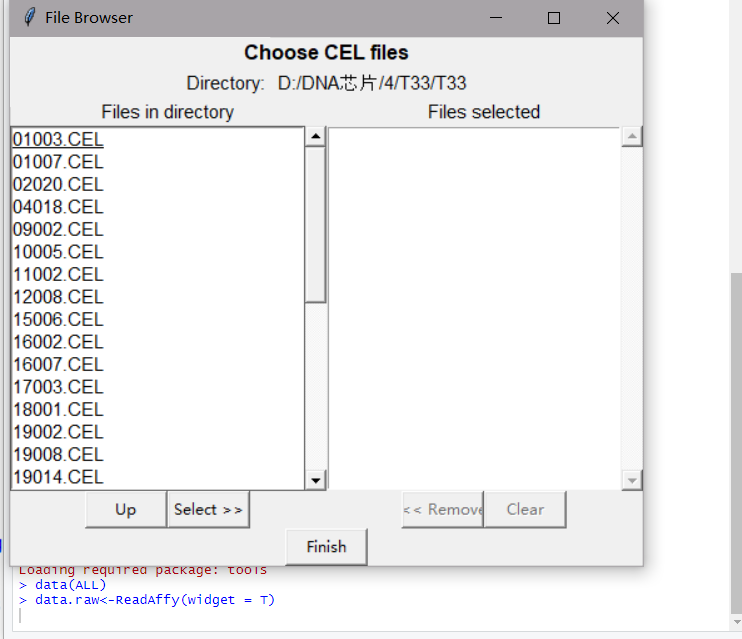 File Browser
Choose CEL files
Directory: D:/DNA芯片/4/T33/T33
Files in directory
Files selected
01003.CEL
01007.CEL
02020.CEL
04018.CEL
09002.CEL
10005.CEL
11002.CEL
12008.CEL
15006.CEL
16002.CEL
16007.CEL
17003.CEL
18001.CEL
19002.CEL
19008.CEL
19014.CEL
Up
Select >>
<< Remove
Clear
Finish
Loading required package: tools
> data(ALL)
> data.raw<-ReadAffy(widget = T)